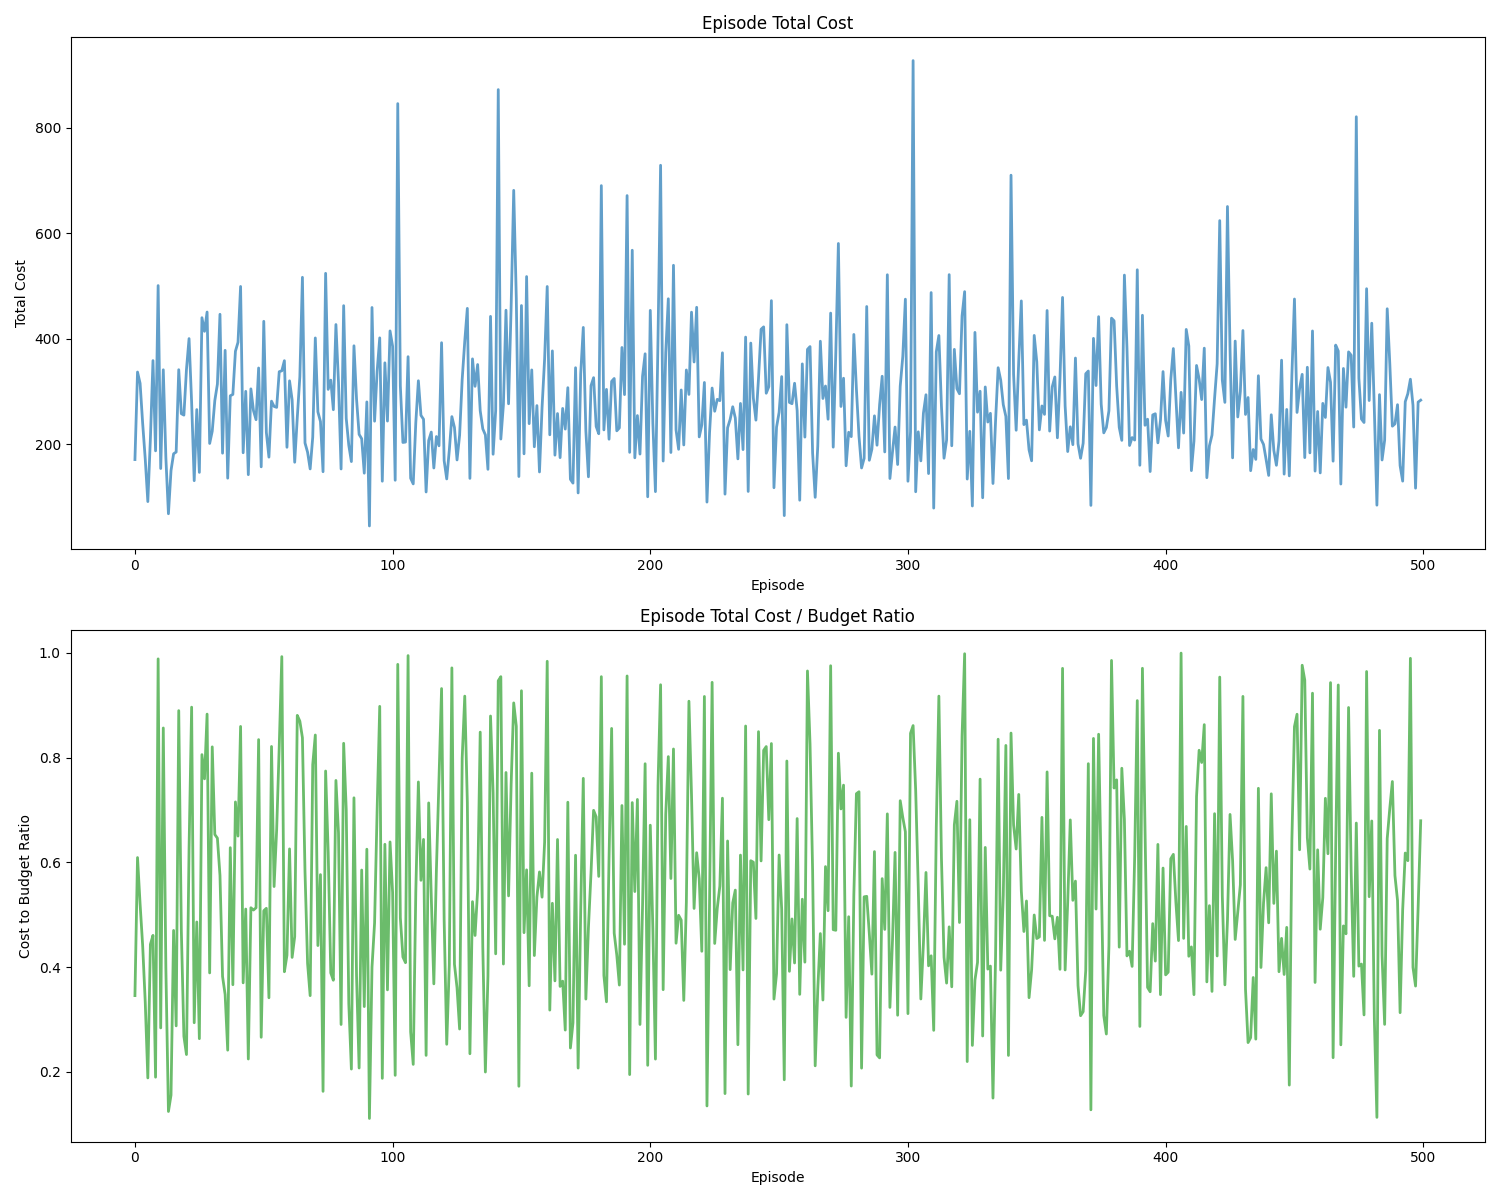 Episode Total Cost
Total Cost
800
600
400
200
0 100 200 300 400 500
Episode
Episode Total Cost / Budget Ratio
Cost to Budget Ratio
1.0
0.8
0.6
0.4
0.2
0 100 200 300 400 500
Episode